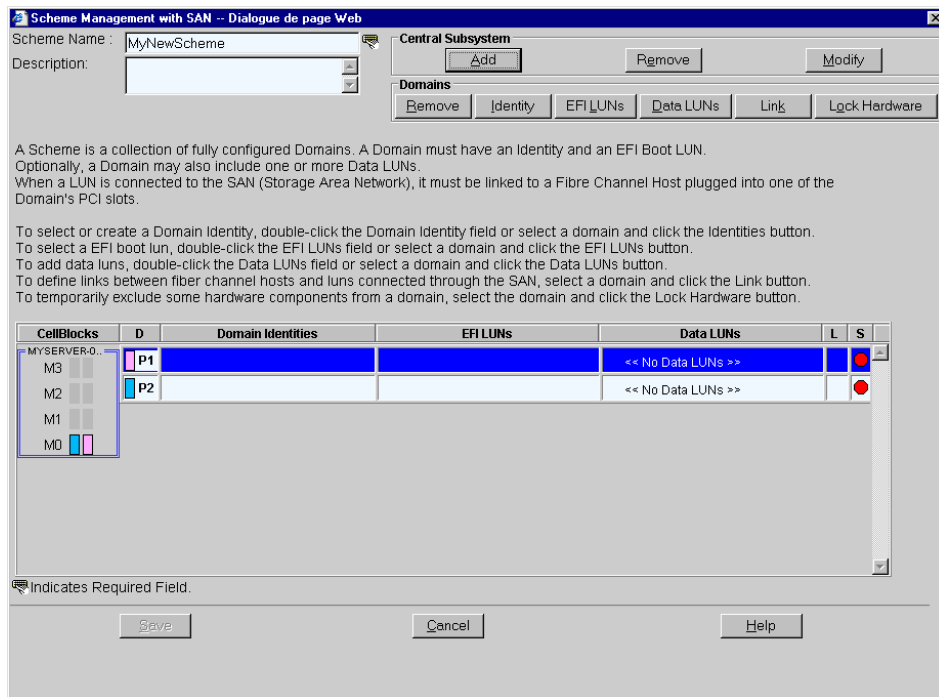 Scheme Management with SAN -- Dialogue de page Web
Scheme Name :
MyNewScheme
Description:
Central Subsystem
Add
Remove
Modify
Domains
Remove
Identity
EFI LUNs
Data LUNs
Link
Lock Hardware
A Scheme is a collection of fully configured Domains. A Domain must have an Identity and an EFI Boot LUN.
Optionally, a Domain may also include one or more Data LUNs.
When a LUN is connected to the SAN (Storage Area Network), it must be linked to a Fibre Channel Host plugged into one of the
Domain's PCI slots.
To select or create a Domain Identity, double-click the Domain Identity field or select a domain and click the Identities button.
To select a EFI boot lun, double-click the EFI LUNs field or select a domain and click the EFI LUNs button.
To add data luns, double-click the Data LUNs field or select a domain and click the Data LUNs button.
To define links between fiber channel hosts and luns connected through the SAN, select a domain and click the Link button.
To temporarily exclude some hardware components from a domain, select the domain and click the Lock Hardware button.
CellBlocks D Domain Identities EFI LUNs Data LUNs L S
MYSERVER-0..
P1 << No Data LUNs >>
M3
P2 << No Data LUNs >>
M2
M1
M0
Indicates Required Field.
Save
Cancel
Help